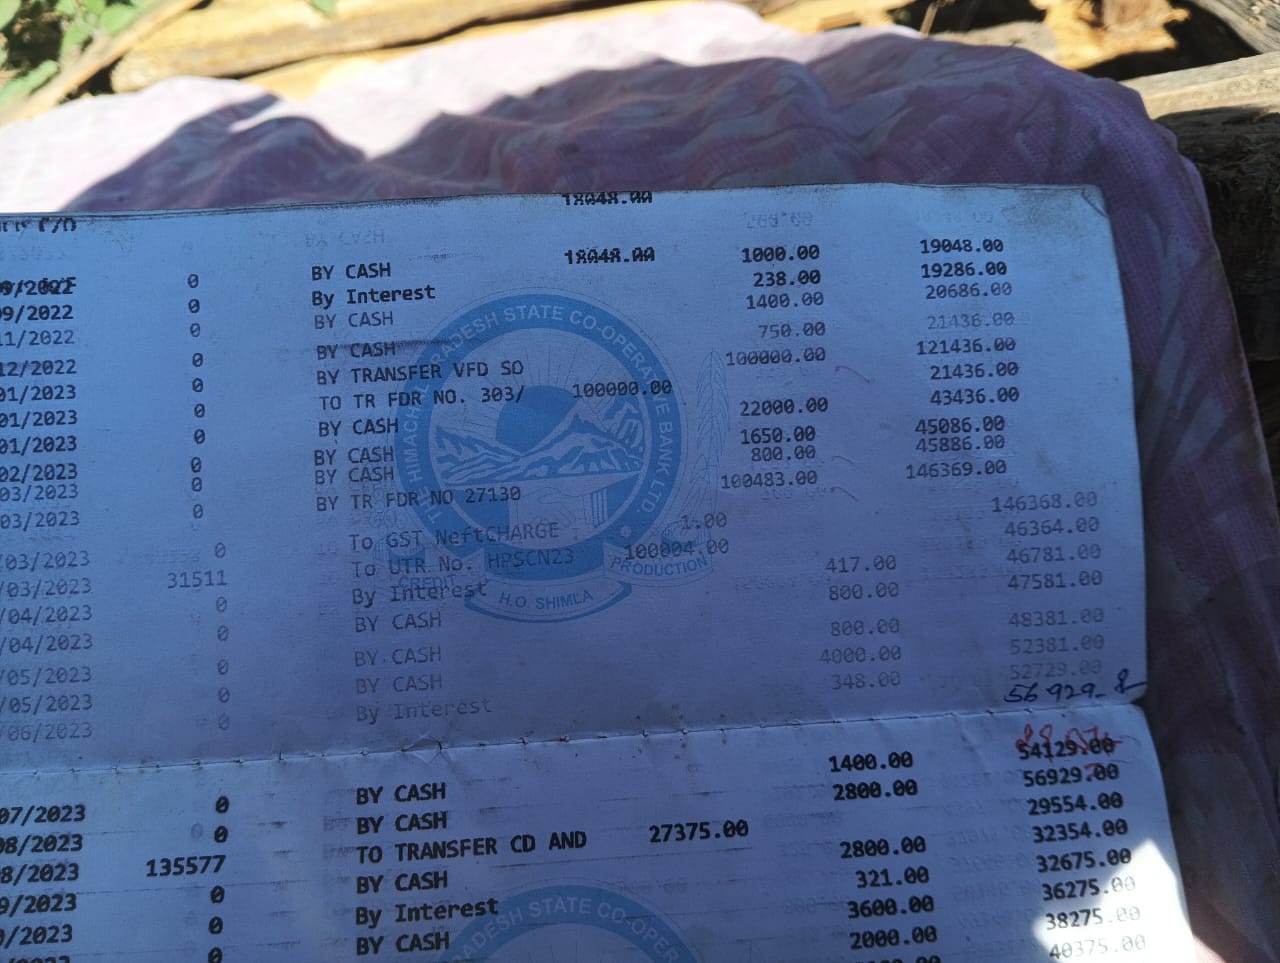 18048.00
18048.00
09/2022 0 BY CASH 1000.00 19048.00
09/2022 0 By Interest 238.00 19286.00
11/2022 0 BY CASH 1400.00 20686.00
12/2022 0 BY CASH 750.00 21436.00
01/2023 0 BY TRANSFER VFD SO 100000.00 121436.00
01/2023 0 TO TR FDR NO. 303/ 100000.00 21436.00
01/2023 0 BY CASH 22000.00 43436.00
02/2023 0 BY CASH 1650.00 45086.00
03/2023 0 BY CASH 800.00 45886.00
03/2023 0 BY TR FDR NO 27130 100483.00 146369.00
/03/2023 0 To GST NeftCHARGE 1.00 146368.00
/03/2023 31511 To UTR No. HPSCN23 100004.00 46364.00
/04/2023 0 By Interest 417.00 46781.00
/04/2023 0 BY CASH 800.00 47581.00
/05/2023 0 BY CASH 800.00 48381.00
/05/2023 0 BY CASH 4000.00 52381.00
/06/2023 0 By Interest 348.00 52729.00
56929
THE HIMACHAL PRADESH STATE CO-OPERATIVE BANK LTD.
CREDIT PRODUCTION
H.O SHIMLA
07/2023 0 BY CASH 1400.00 54129.00
08/2023 0 BY CASH 2800.00 56929.00
8/2023 135577 TO TRANSFER CD AND 27375.00 29554.00
9/2023 0 BY CASH 2800.00 32354.00
0/2023 0 By Interest 321.00 32675.00
0 BY CASH 3600.00 36275.00
2000.00 38275.00
40375.00
ADESH STATE CO-OPER